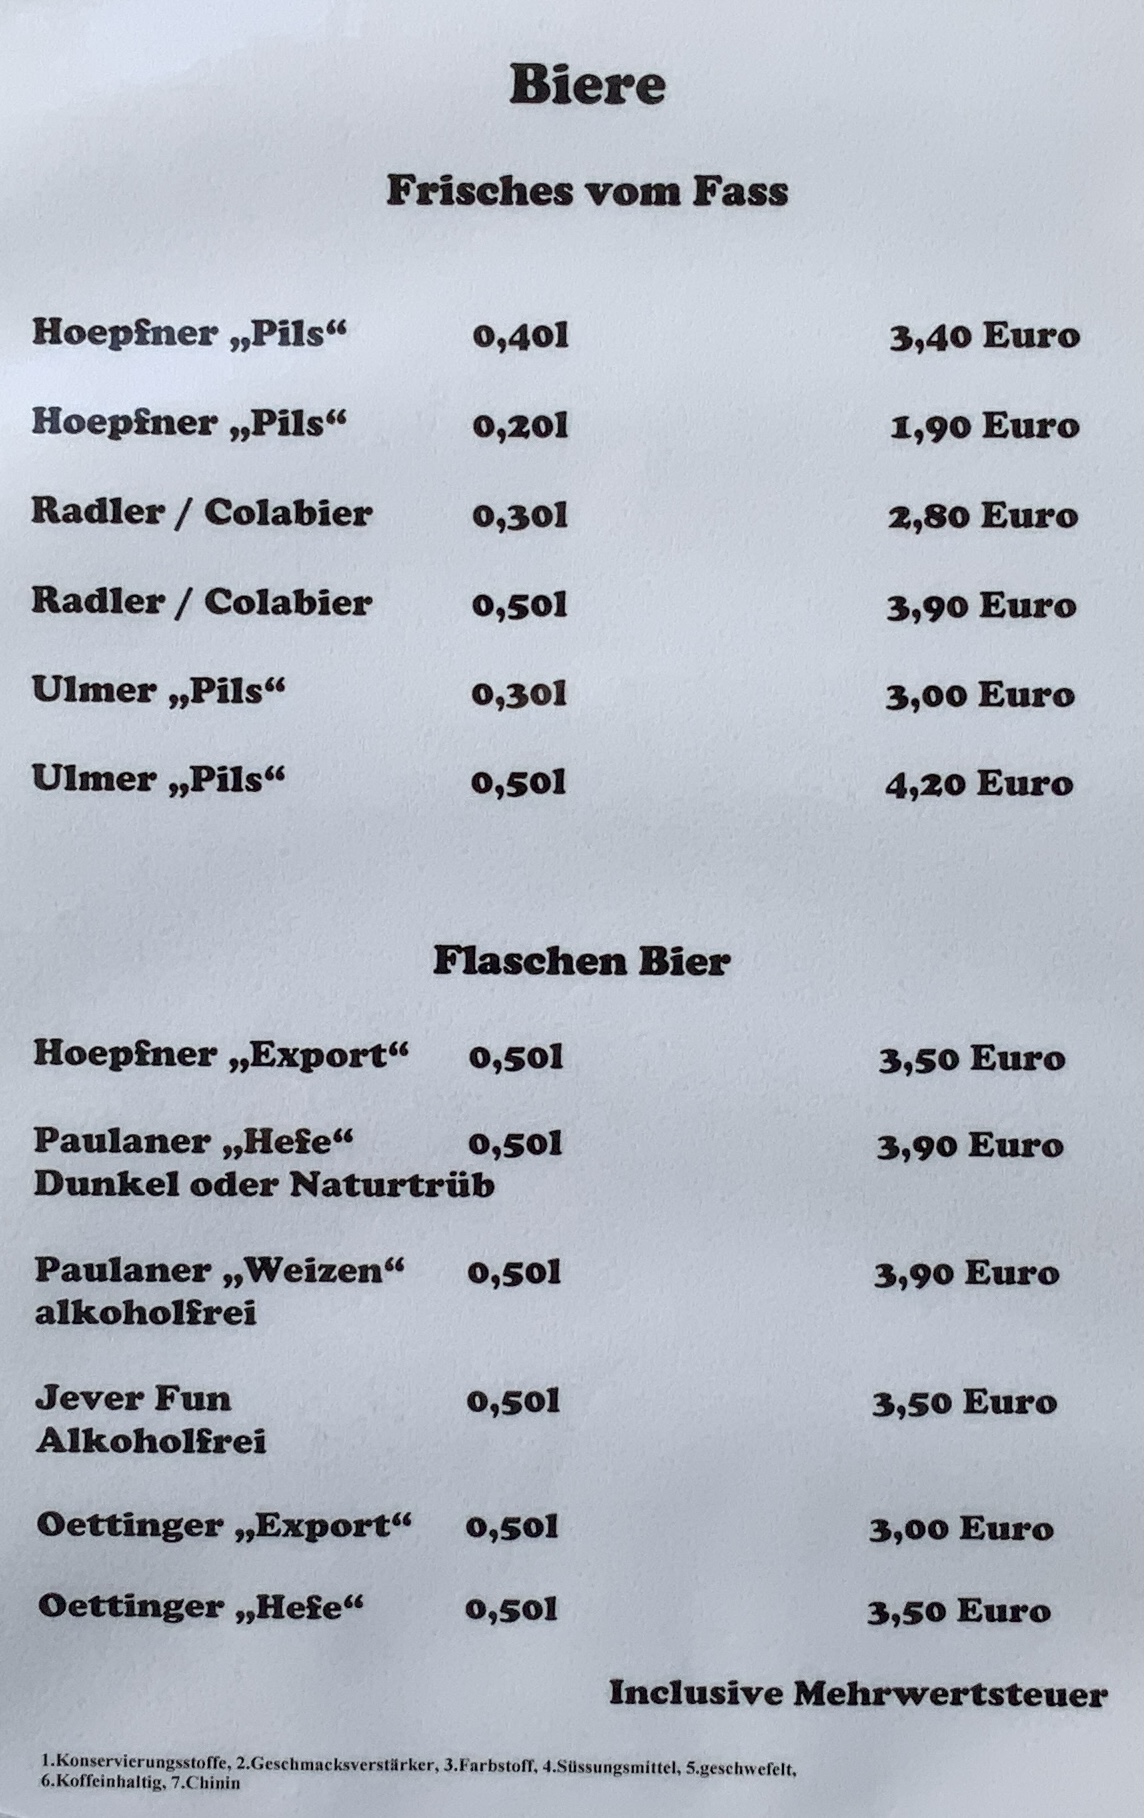 Biere
Frisches vom Fass
Hoepfner „Pils“ 0,40l 3,40 Euro
Hoepfner „Pils“ 0,20l 1,90 Euro
Radler / Colabier 0,30l 2,80 Euro
Radler / Colabier 0,50l 3,90 Euro
Ulmer „Pils“ 0,30l 3,00 Euro
Ulmer „Pils“ 0,50l 4,20 Euro
Flaschen Bier
Hoepfner „Export“ 0,50l 3,50 Euro
Paulaner „Hefe“ 0,50l 3,90 Euro
Dunkel oder Naturtrüb
Paulaner „Weizen“ 0,50l 3,90 Euro
alkoholfrei
Jever Fun 0,50l 3,50 Euro
Alkoholfrei
Oettinger „Export“ 0,50l 3,00 Euro
Oettinger „Hefe“ 0,50l 3,50 Euro
Inclusive Mehrwertsteuer
1.Konservierungsstoffe, 2.Geschmacksverstärker, 3.Farbstoff, 4.Süssungsmittel, 5.geschwefelt,
6.Koffeinhaltig, 7.Chinin